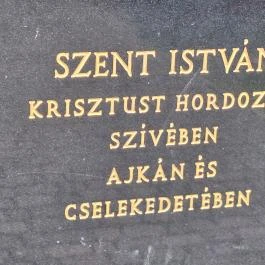 SZENT ISTVÁN
KRISZTUST HORDOZ
SZÍVÉBEN
AJKÁN ÉS
CSELEKEDETÉBEN